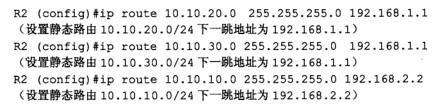 R2 (config)#ip route 10.10.20.0 255.255.255.0 192.168.1.1
（设置静态路由 10.10.20.0/24 下一跳地址为 192.168.1.1）
R2 (config)#ip route 10.10.30.0 255.255.255.0 192.168.1.1
（设置静态路由 10.10.30.0/24 下一跳地址为 192.168.1.1）
R2 (config)#ip route 10.10.10.0 255.255.255.0 192.168.2.2
（设置静态路由 10.10.10.0/24 下一跳地址为 192.168.2.2）